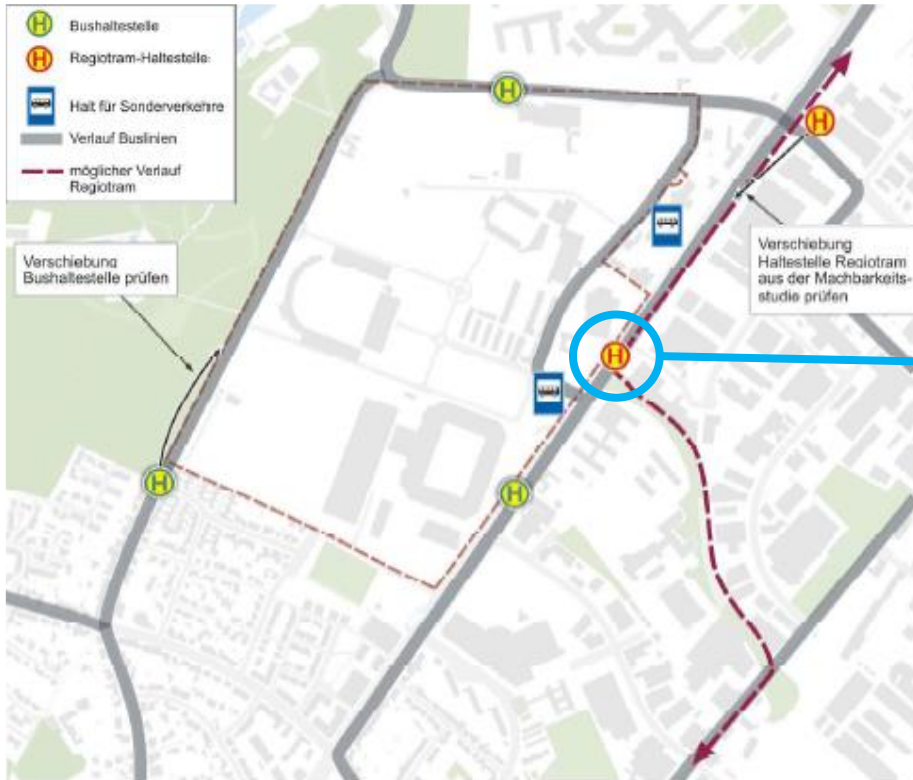 H Bushaltestelle
H Regiotram-Haltestelle
Halt für Sonderverkehre
Verlauf Buslinien
möglicher Verlauf
Regiotram
H
H
Verschiebung
Bushaltestelle prüfen
Verschiebung
Haltestelle Regiotram
aus der Machbarkeits-
studie prüfen
H
H
H